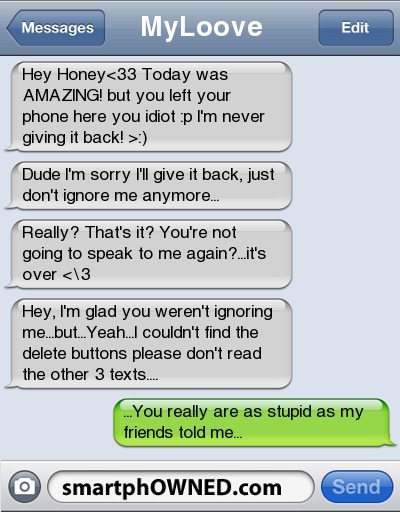 Messages
MyLoove
Edit
Hey Honey<33 Today was
AMAZING! but you left your
phone here you idiot :p I'm never
giving it back! >:)
Dude I'm sorry I'll give it back, just
don't ignore me anymore...
Really? That's it? You're not
going to speak to me again?...it's
over <\3
Hey, I'm glad you weren't ignoring
me...but...Yeah...I couldn't find the
delete buttons please don't read
the other 3 texts....
...You really are as stupid as my
friends told me...
smartphOWNED.com
Send